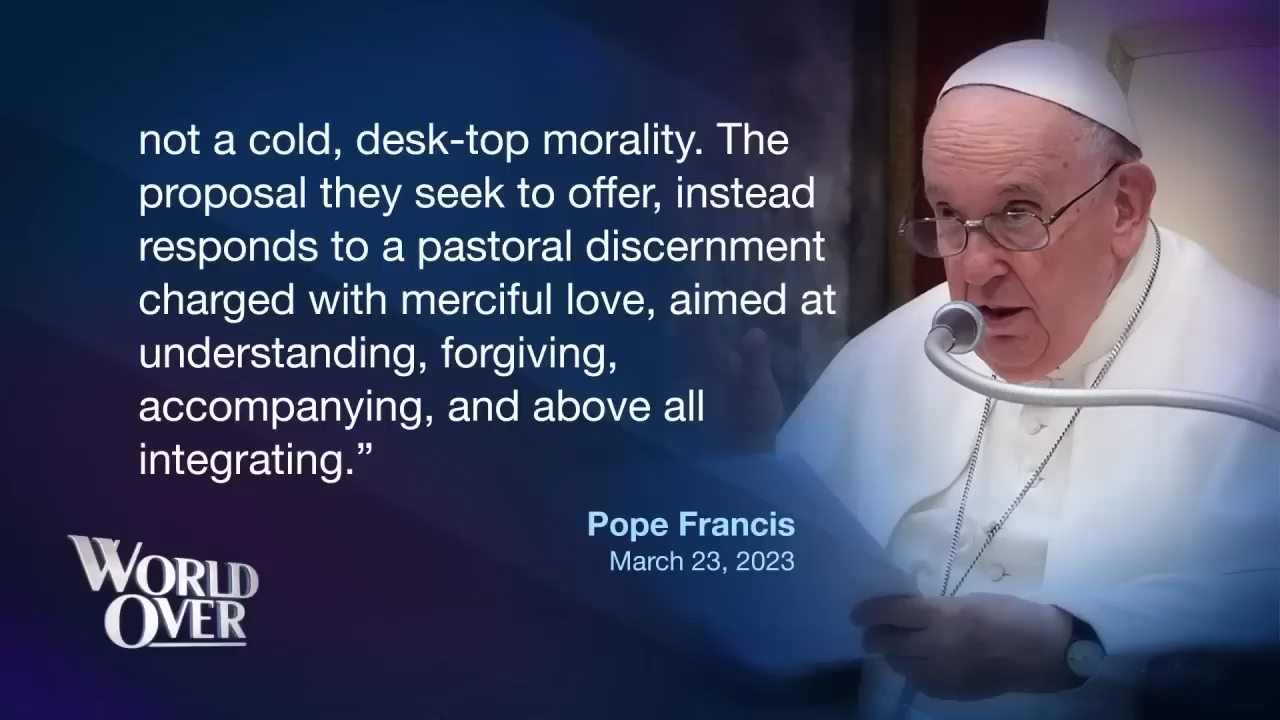 not a cold, desk-top morality. The
proposal they seek to offer, instead
responds to a pastoral discernment
charged with merciful love, aimed at
understanding, forgiving,
accompanying, and above all
integrating.”
Pope Francis
March 23, 2023
WORLD
OVER